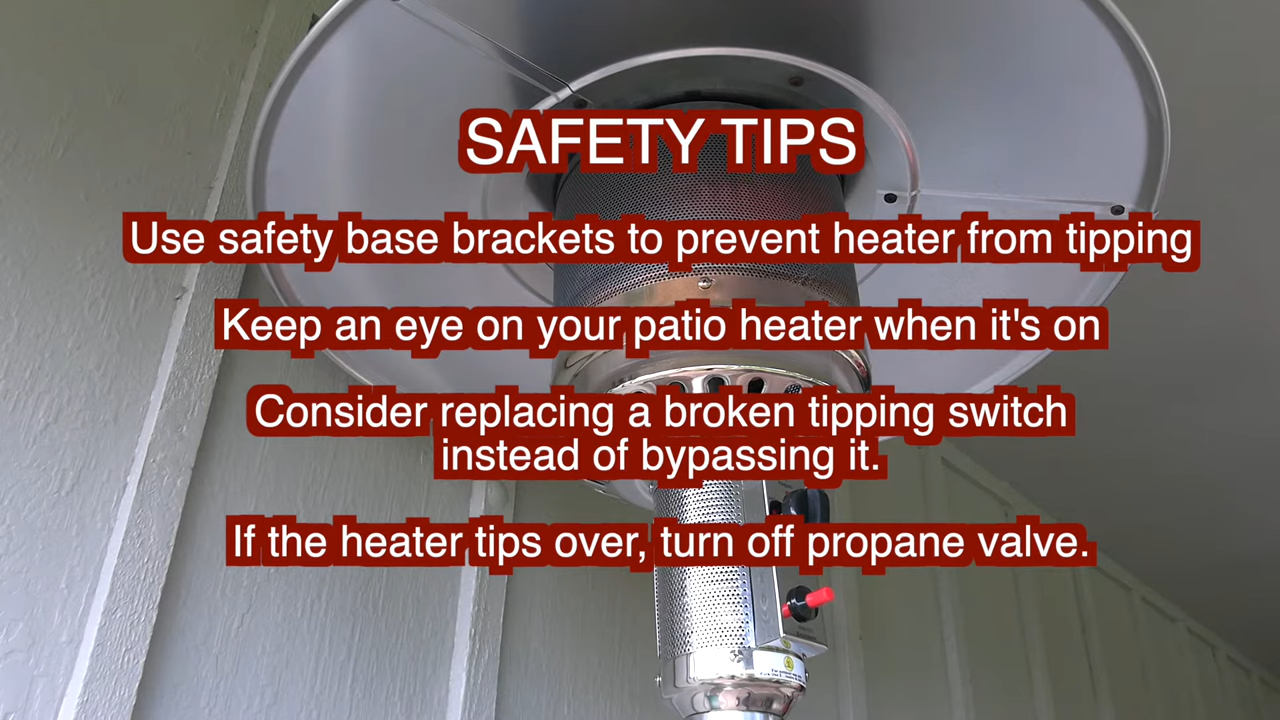 SAFETY TIPS
Use safety base brackets to prevent heater from tipping
Keep an eye on your patio heater when it's on
Consider replacing a broken tipping switch
instead of bypassing it.
If the heater tips over, turn off propane valve.